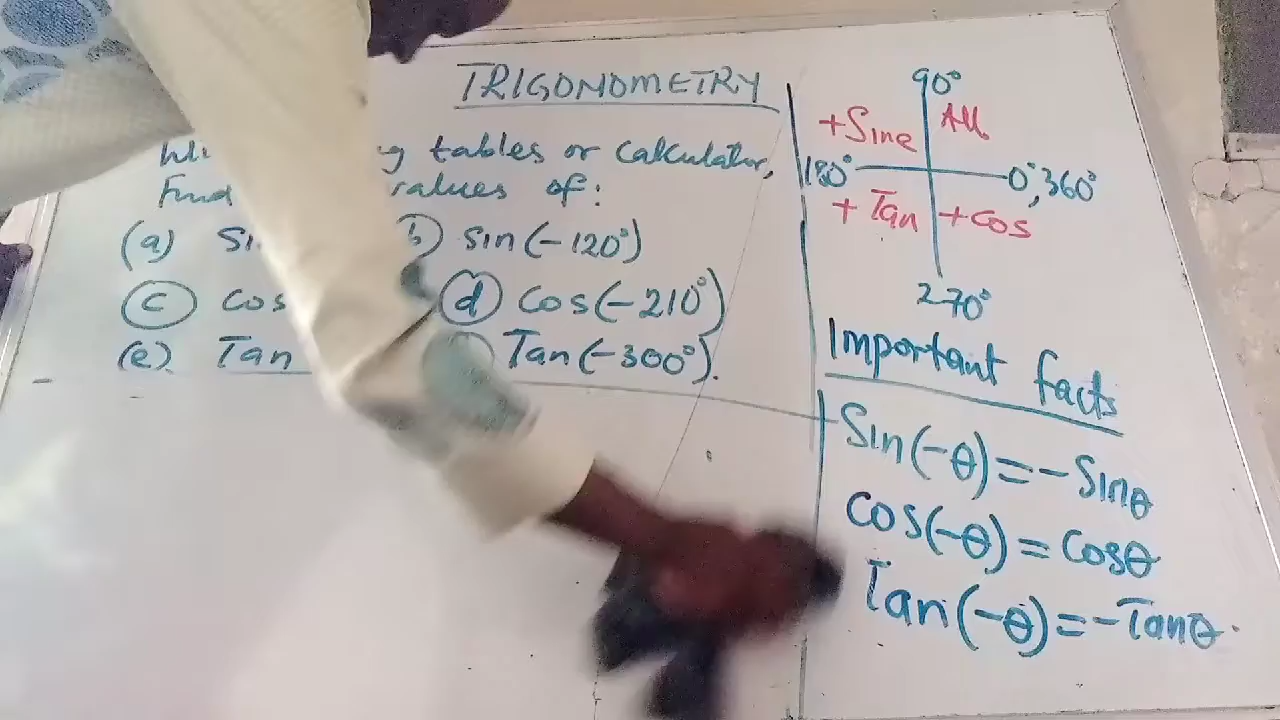 TRIGONOMETRY
tables or calculator,
Find values of:
(a) sin(-120°)
(c) Cos (d) Cos(-210°)
(e) Tan Tan(-300°).
90°
+Sine All
180° 0°,360°
+Tan +Cos
270°
Important facts
Sin(-θ)=-Sinθ
Cos(-θ)=Cosθ
Tan(-θ)=-Tanθ.